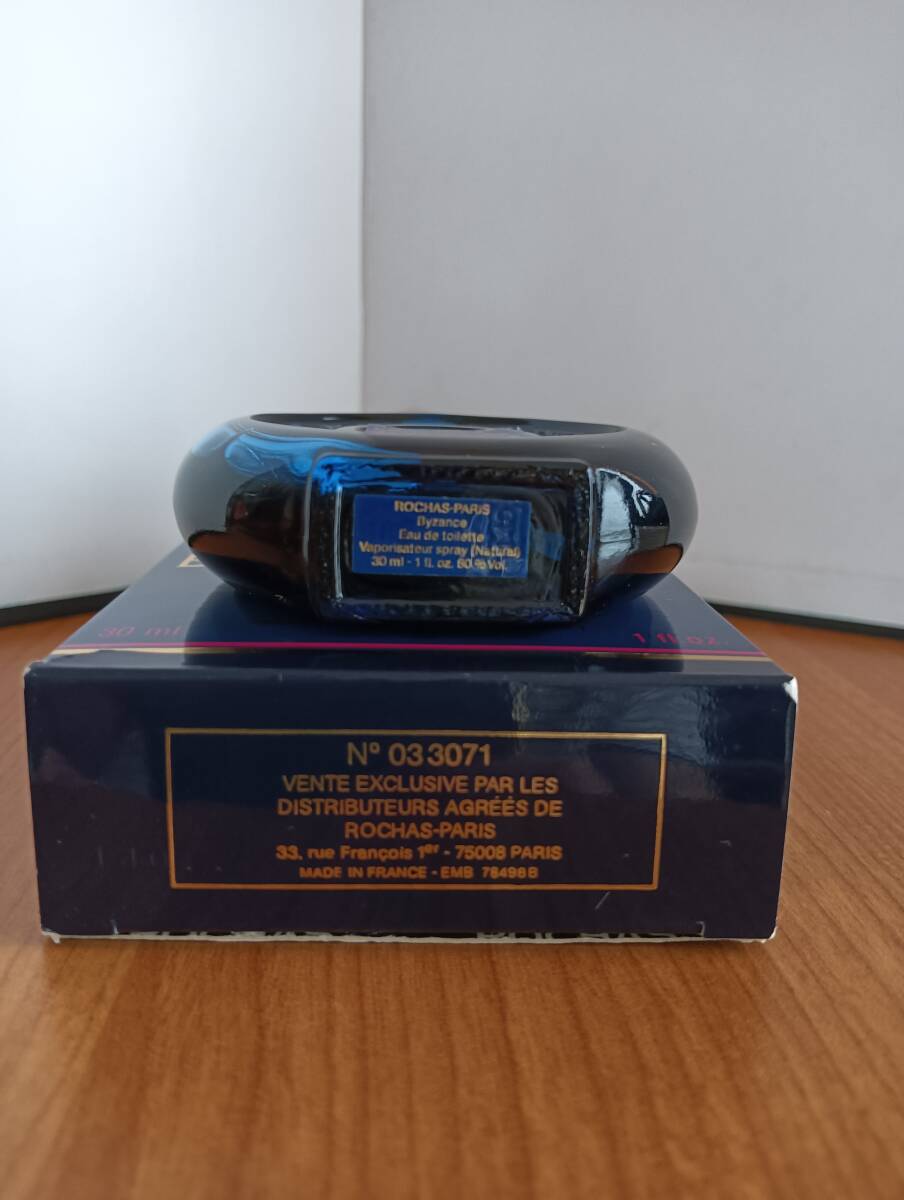 ROCHAS-PARIS
Byzance
Eau de toilette
Vaporisateur spray (Natural)
30 ml - 1 fl. oz. 80 % Vol.
30 ml
1 fl. oz.
Nº 03 3071
VENTE EXCLUSIVE PAR LES
DISTRIBUTEURS AGRÉÉS DE
ROCHAS-PARIS
33, rue François 1er - 75008 PARIS
MADE IN FRANCE - EMB 78498B